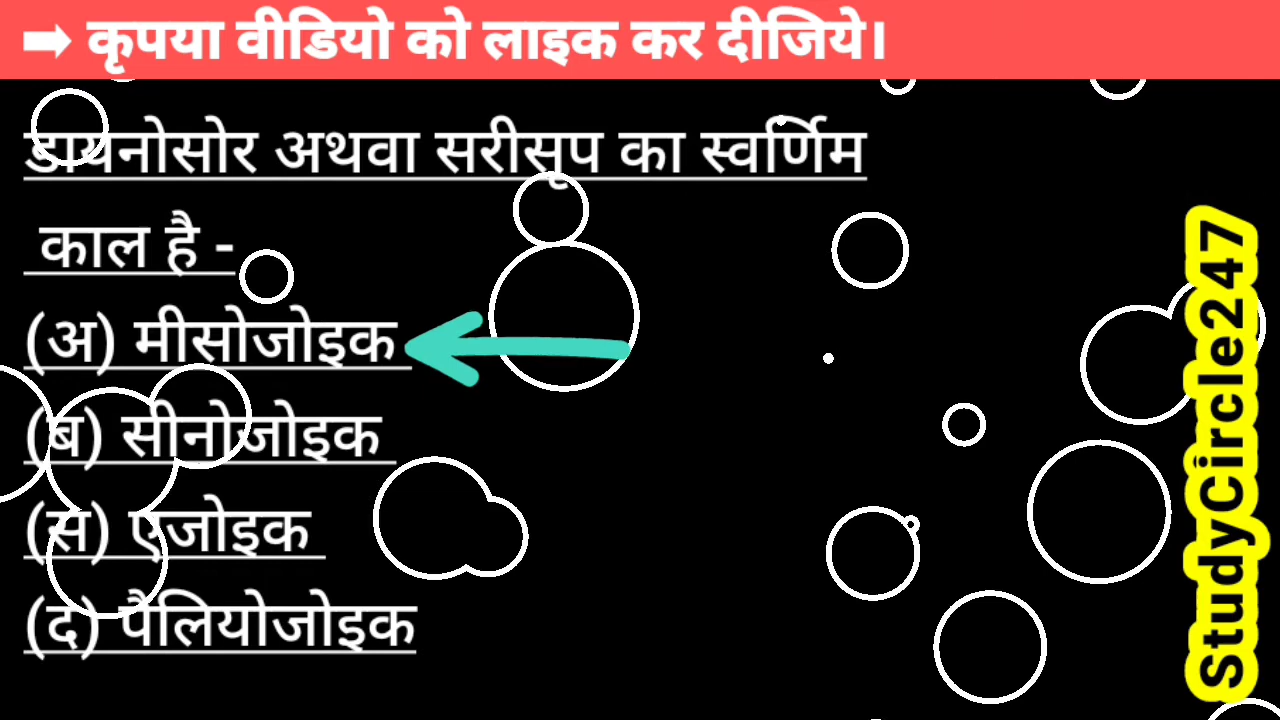 ➡ कृपया वीडियो को लाइक कर दीजिये।
डायनोसोर अथवा सरीसृप का स्वर्णिम
काल है -
(अ) मीसोजोइक
(ब) सीनोजोइक
(स) एजोइक
(द) पैलियोजोइक
StudyCircle247